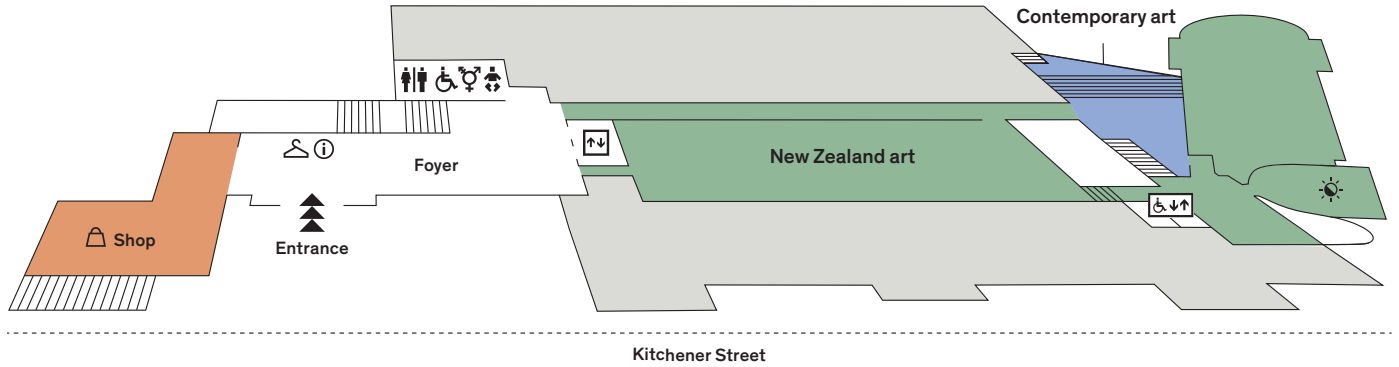 Contemporary art
Foyer
New Zealand art
Shop
Entrance
Kitchener Street